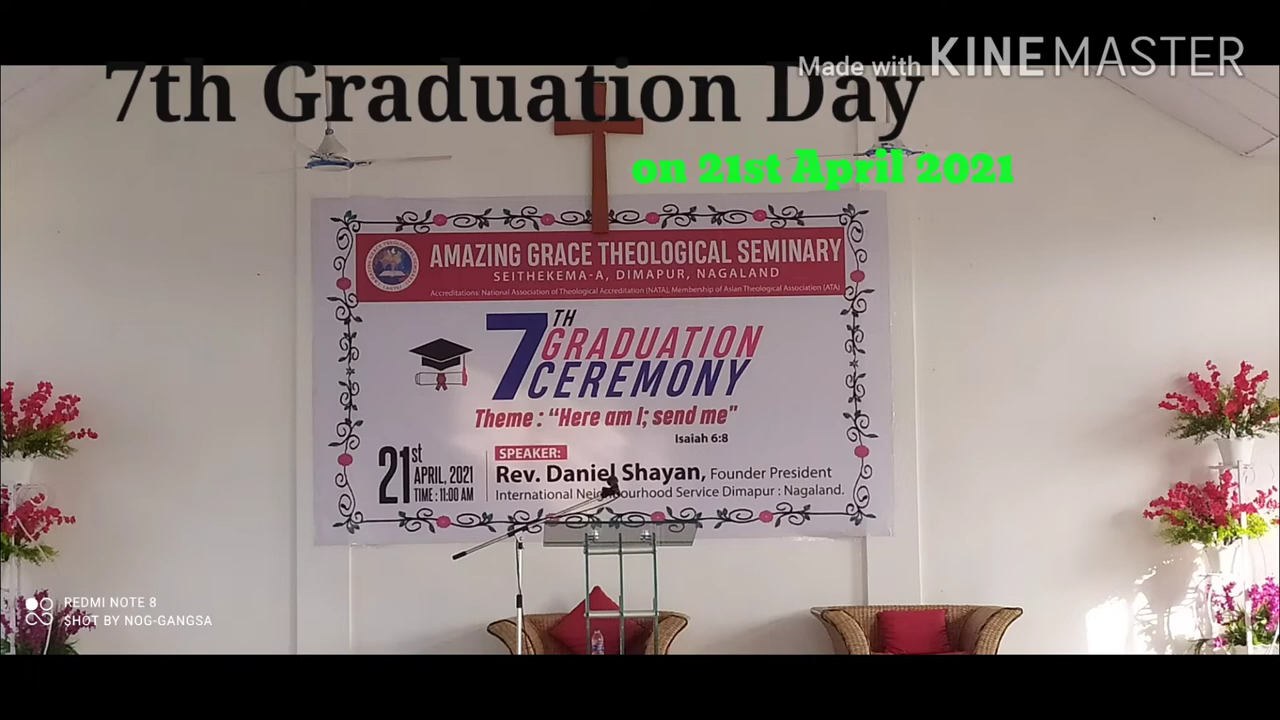 Made with KINEMASTER
7th Graduation Day
on 21st April 2021
AMAZING GRACE THEOLOGICAL SEMINARY
SEITHEKEMA-A, DIMAPUR, NAGALAND
Accreditations: National Association of Theological Accreditation (NATA), Membership of Asian Theological Association (ATA)
7TH
GRADUATION
CEREMONY
Theme : “Here am I; send me"
Isaiah 6:8
21st
APRIL, 2021
TIME : 11:00 AM
SPEAKER:
Rev. Daniel Shayan, Founder President
International Neighbourhood Service Dimapur : Nagaland.
REDMI NOTE 8
SHOT BY NOG-GANGSA